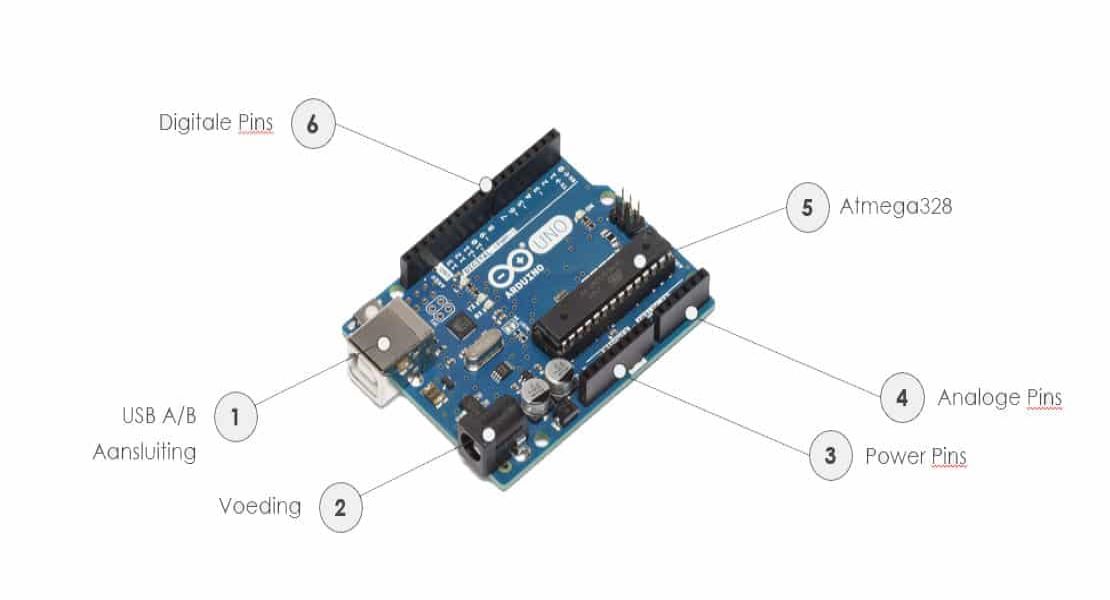 Digitale Pins
6
5
Atmega328
UNO
ARDUINO
4
Analoge Pins
1
USB A/B
Aansluiting
3
Power Pins
2
Voeding